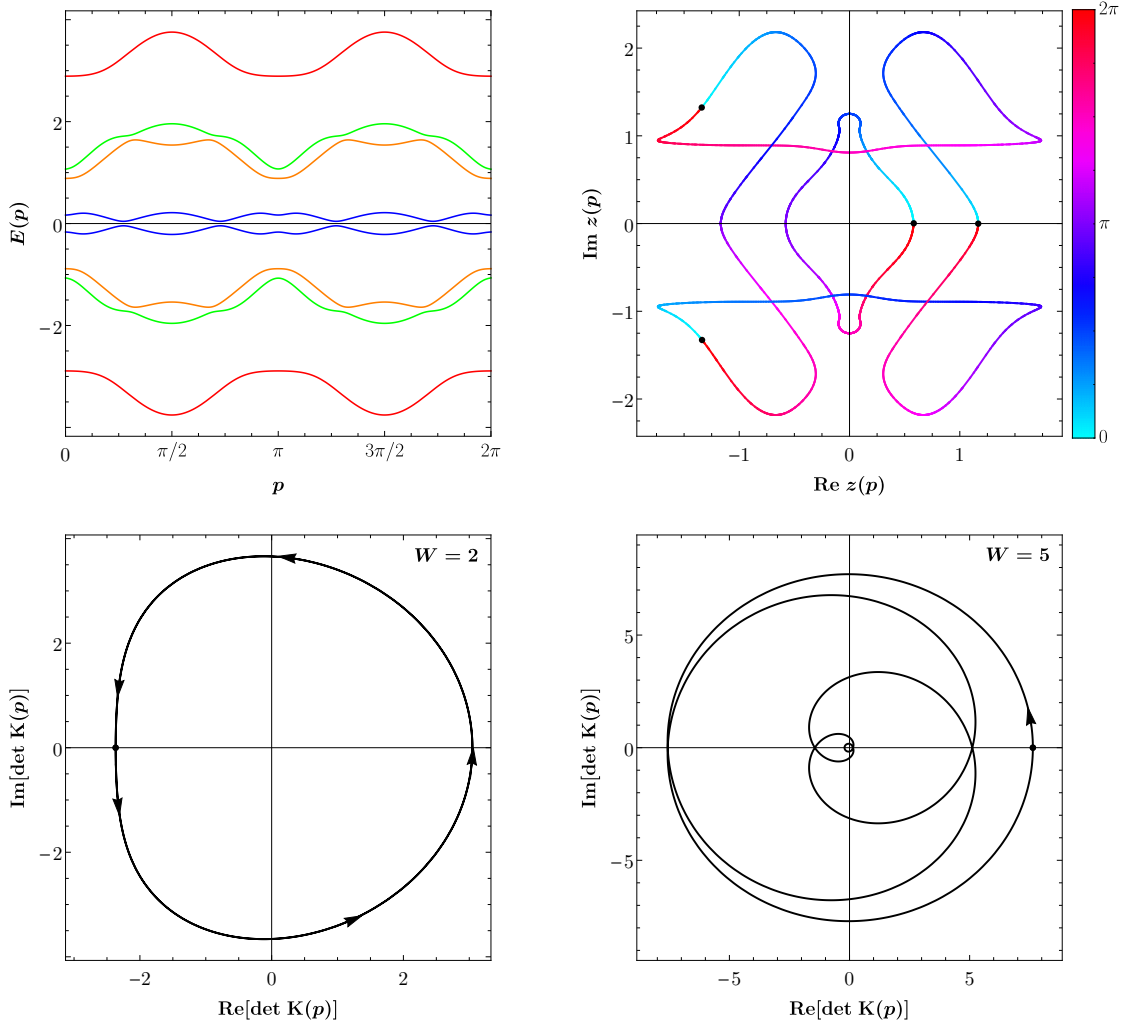 2
0
−2
E(p)
0
π/2
π
3π/2
2π
p
2
1
0
−1
−2
Im z(p)
−1
0
1
Re z(p)
2π
π
0
W = 2
2
0
−2
Im[det K(p)]
−2
0
2
Re[det K(p)]
W = 5
5
0
−5
Im[det K(p)]
−5
0
5
Re[det K(p)]